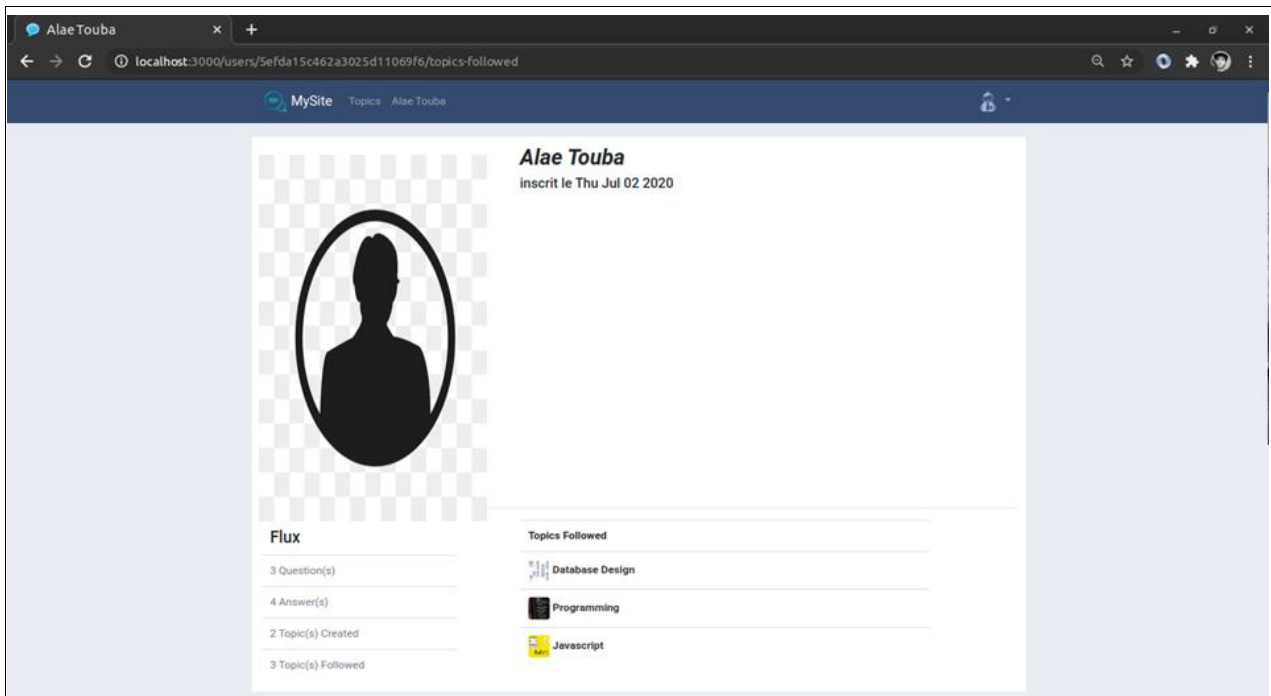 Alae Touba
localhost:3000/users/5efda15c462a3025d11069f6/topics-followed
MySite Topics Alae Touba
Alae Touba
inscrit le Thu Jul 02 2020
Flux
3 Question(s)
4 Answer(s)
2 Topic(s) Created
3 Topic(s) Followed
Topics Followed
Database Design
Programming
Javascript